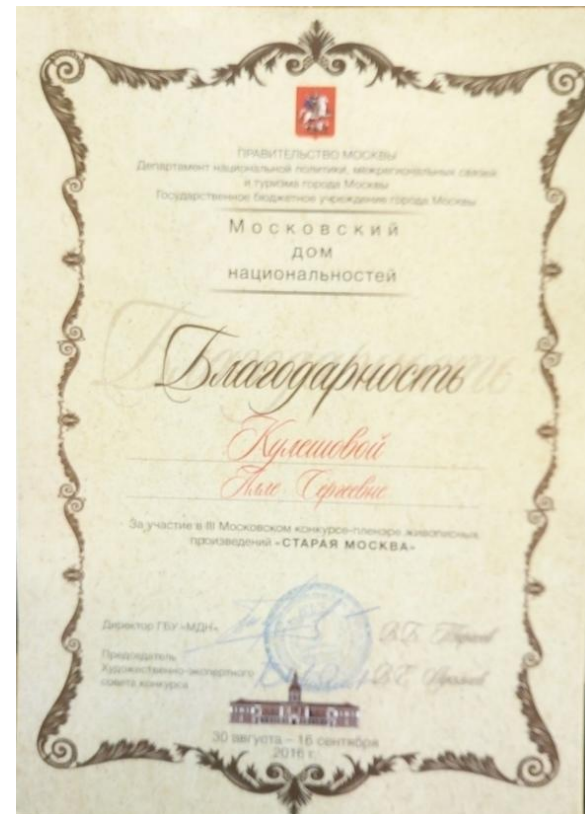 ПРАВИТЕЛЬСТВО МОСКВЫ
Департамент национальной политики, межрегиональных связей
и туризма города Москвы
Государственное бюджетное учреждение города Москвы
Московский
дом
национальностей
Благодарность
Кулешовой
Алле Сергеевне
За участие в III Московском конкурсе-пленэре живописных
произведений «СТАРАЯ МОСКВА»
Директор ГБУ «МДН»
В.Б.
Председатель
Художественно-экспертного
совета конкурса
В.Е.
30 августа – 16 сентября
2016 г.